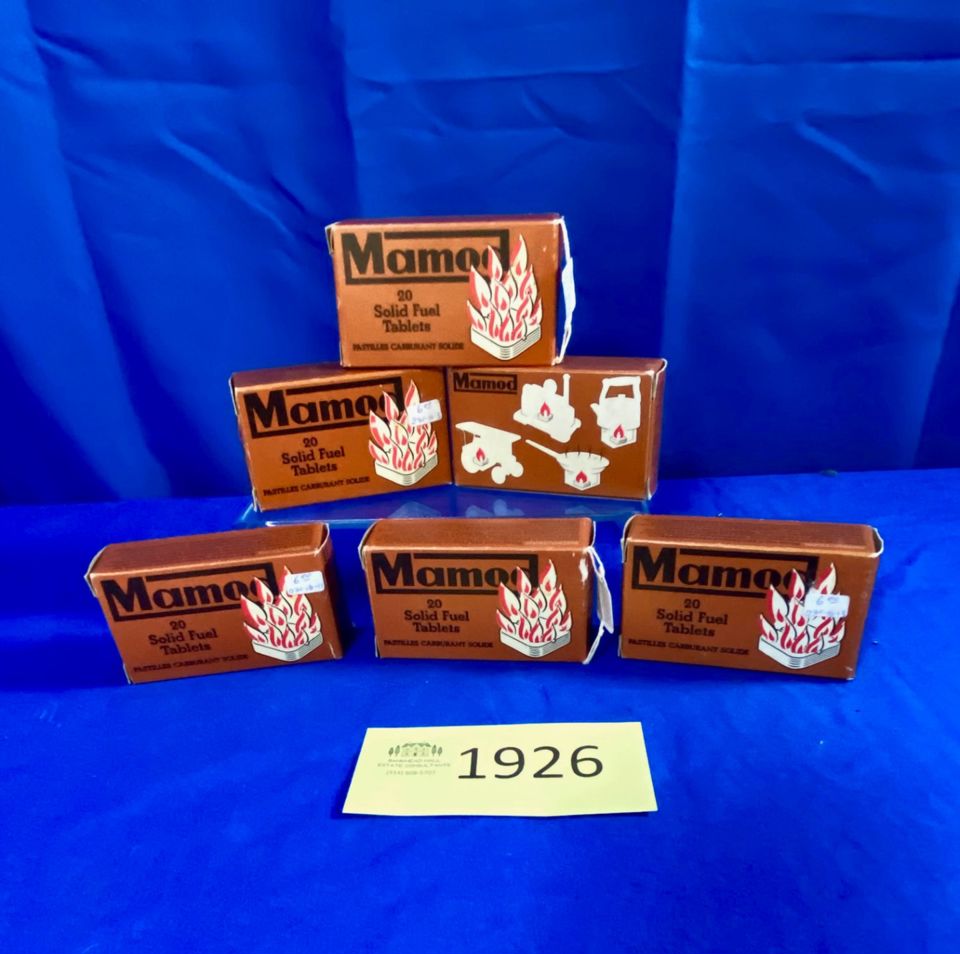 Mamod
20
Solid Fuel
Tablets
PASTILLES CARBURANT SOLIDE
Mamod
20
Solid Fuel
Tablets
PASTILLES CARBURANT SOLIDE
Mamod
Mamod
20
Solid Fuel
Tablets
PASTILLES CARBURANT SOLIDE
Mamod
20
Solid Fuel
Tablets
PASTILLES CARBURANT SOLIDE
Mamod
20
Solid Fuel
Tablets
PASTILLES CARBURANT SOLIDE
ESTATE CONSULTANTS
1926